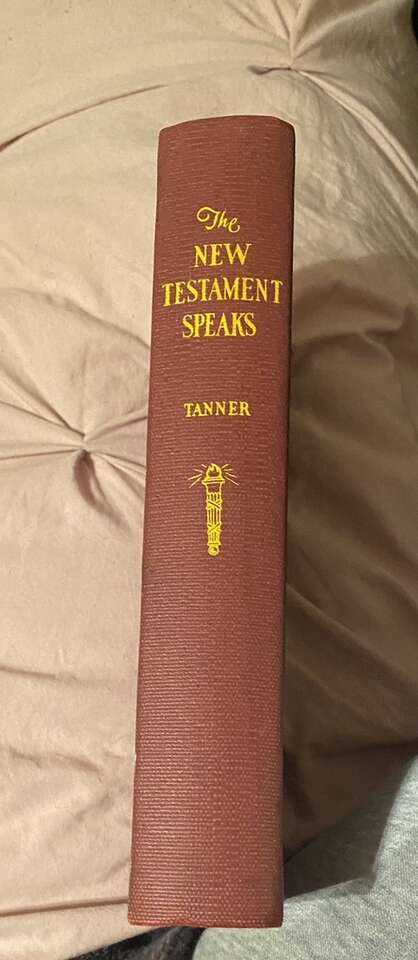 The
NEW
TESTAMENT
SPEAKS
TANNER